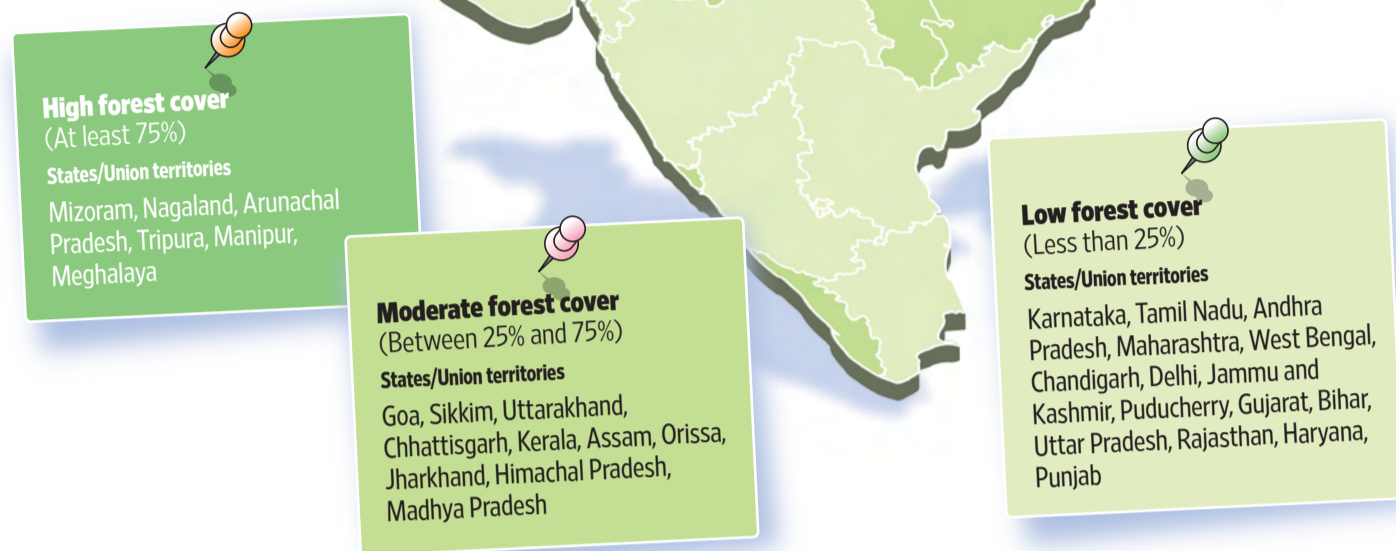 High forest cover
(At least 75%)
States/Union territories
Mizoram, Nagaland, Arunachal
Pradesh, Tripura, Manipur,
Meghalaya
Moderate forest cover
(Between 25% and 75%)
States/Union territories
Goa, Sikkim, Uttarakhand,
Chhattisgarh, Kerala, Assam, Orissa,
Jharkhand, Himachal Pradesh,
Madhya Pradesh
Low forest cover
(Less than 25%)
States/Union territories
Karnataka, Tamil Nadu, Andhra
Pradesh, Maharashtra, West Bengal,
Chandigarh, Delhi, Jammu and
Kashmir, Puducherry, Gujarat, Bihar,
Uttar Pradesh, Rajasthan, Haryana,
Punjab